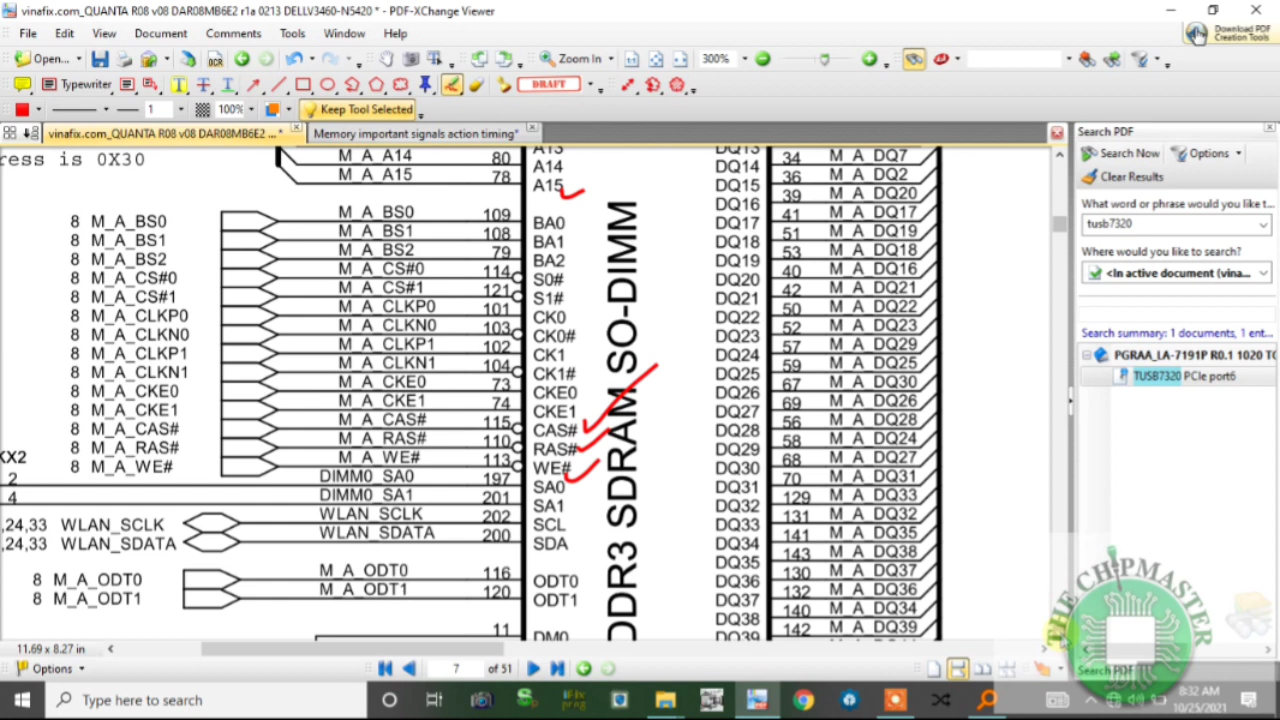 vinafix.com_QUANTA R08 v08 DAR08MB6E2 r1a 0213 DELLV3460-N5420 * - PDF-XChange Viewer
File Edit View Document Comments Tools Window Help
Download PDF
Creation Tools
Open... OCR Zoom In 300%
Typewriter DRAFT
1 100% Keep Tool Selected
vinafix.com_QUANTA R08 v08 DAR08MB6E2 ... * Memory important signals action timing*
ress is 0X30
M_A_A14 80 A14
M_A_A15 78 A15
8 M_A_BS0 M_A_BS0 109 BA0
8 M_A_BS1 M_A_BS1 108 BA1
8 M_A_BS2 M_A_BS2 79 BA2
8 M_A_CS#0 M_A_CS#0 114 S0#
8 M_A_CS#1 M_A_CS#1 121 S1#
8 M_A_CLKP0 M_A_CLKP0 101 CK0
8 M_A_CLKN0 M_A_CLKN0 103 CK0#
8 M_A_CLKP1 M_A_CLKP1 102 CK1
8 M_A_CLKN1 M_A_CLKN1 104 CK1#
8 M_A_CKE0 M_A_CKE0 73 CKE0
8 M_A_CKE1 M_A_CKE1 74 CKE1
8 M_A_CAS# M_A_CAS# 115 CAS#
8 M_A_RAS# M_A_RAS# 110 RAS#
KX2 8 M_A_WE# M_A_WE# 113 WE#
2 DIMM0_SA0 197 SA0
4 DIMM0_SA1 201 SA1
,24,33 WLAN_SCLK WLAN_SCLK 202 SCL
,24,33 WLAN_SDATA WLAN_SDATA 200 SDA
8 M_A_ODT0 M_A_ODT0 116 ODT0
8 M_A_ODT1 M_A_ODT1 120 ODT1
11 DM0
DDR3 SDRAM SO-DIMM
DQ13 34 M_A_DQ7
DQ14 36 M_A_DQ2
DQ15 39 M_A_DQ20
DQ16 41 M_A_DQ17
DQ17 51 M_A_DQ19
DQ18 53 M_A_DQ18
DQ19 40 M_A_DQ16
DQ20 42 M_A_DQ21
DQ21 50 M_A_DQ22
DQ22 52 M_A_DQ23
DQ23 57 M_A_DQ29
DQ24 59 M_A_DQ25
DQ25 67 M_A_DQ30
DQ26 69 M_A_DQ26
DQ27 56 M_A_DQ28
DQ28 58 M_A_DQ24
DQ29 68 M_A_DQ27
DQ30 70 M_A_DQ31
DQ31 129 M_A_DQ33
DQ32 131 M_A_DQ32
DQ33 141 M_A_DQ35
DQ34 143 M_A_DQ38
DQ35 130 M_A_DQ37
DQ36 132 M_A_DQ36
DQ37 140 M_A_DQ34
DQ38 142 M_A_DQ39
DQ39
Search PDF
Search Now Options
Clear Results
What word or phrase would you like t...
tusb7320
Where would you like to search?
<In active document (vina...
Search summary: 1 documents, 1 ent...
PGRAA_LA-7191P R0.1 1020 TO
TUSB7320 PCIe port6
THE CHIPMASTER
Search PDF
11.69 x 8.27 in
Options 7 of 51
Type here to search
8:32 AM
10/25/2021